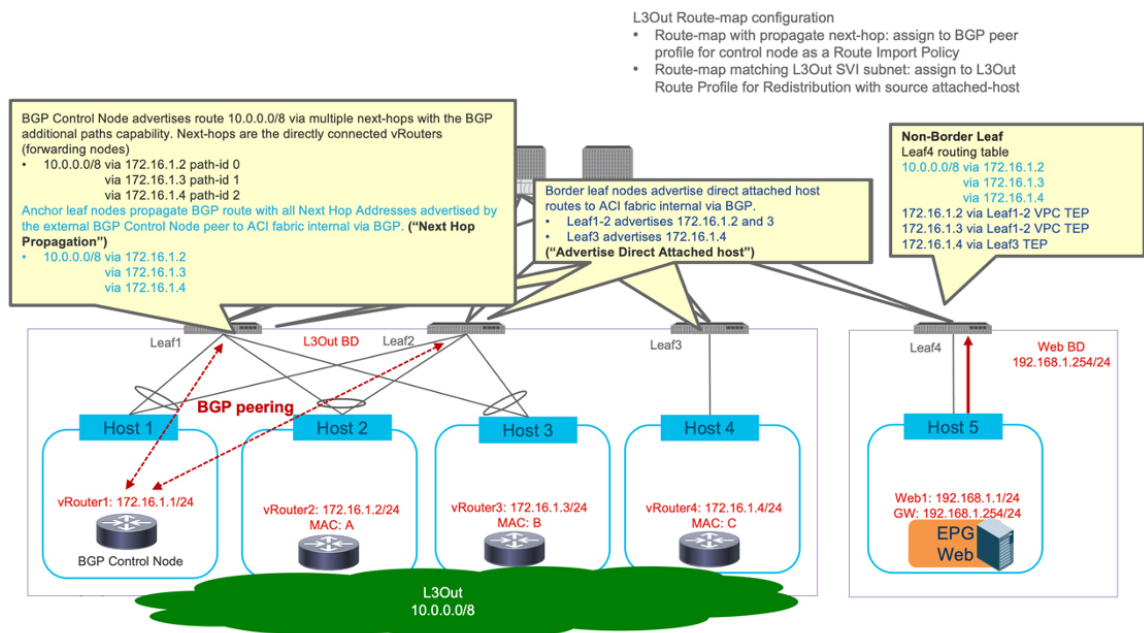 L3Out Route-map configuration
• Route-map with propagate next-hop: assign to BGP peer
profile for control node as a Route Import Policy
• Route-map matching L3Out SVI subnet: assign to L3Out
Route Profile for Redistribution with source attached-host
BGP Control Node advertises route 10.0.0.0/8 via multiple next-hops with the BGP
additional paths capability. Next-hops are the directly connected vRouters
(forwarding nodes)
• 10.0.0.0/8 via 172.16.1.2 path-id 0
via 172.16.1.3 path-id 1
via 172.16.1.4 path-id 2
Anchor leaf nodes propagate BGP route with all Next Hop Addresses advertised by
the external BGP Control Node peer to ACI fabric internal via BGP. ("Next Hop
Propagation")
• 10.0.0.0/8 via 172.16.1.2
via 172.16.1.3
via 172.16.1.4
Border leaf nodes advertise direct attached host
routes to ACI fabric internal via BGP.
• Leaf1-2 advertises 172.16.1.2 and 3
• Leaf3 advertises 172.16.1.4
("Advertise Direct Attached host")
Non-Border Leaf
Leaf4 routing table
10.0.0.0/8 via 172.16.1.2
via 172.16.1.3
via 172.16.1.4
172.16.1.2 via Leaf1-2 VPC TEP
172.16.1.3 via Leaf1-2 VPC TEP
172.16.1.4 via Leaf3 TEP
Leaf1
L3Out BD
Leaf2
Leaf3
Leaf4
Web BD
192.168.1.254/24
BGP peering
Host 1
Host 2
Host 3
Host 4
Host 5
vRouter1: 172.16.1.1/24
BGP Control Node
vRouter2: 172.16.1.2/24
MAC: A
vRouter3: 172.16.1.3/24
MAC: B
vRouter4: 172.16.1.4/24
MAC: C
Web1: 192.168.1.1/24
GW: 192.168.1.254/24
EPG
Web
L3Out
10.0.0.0/8